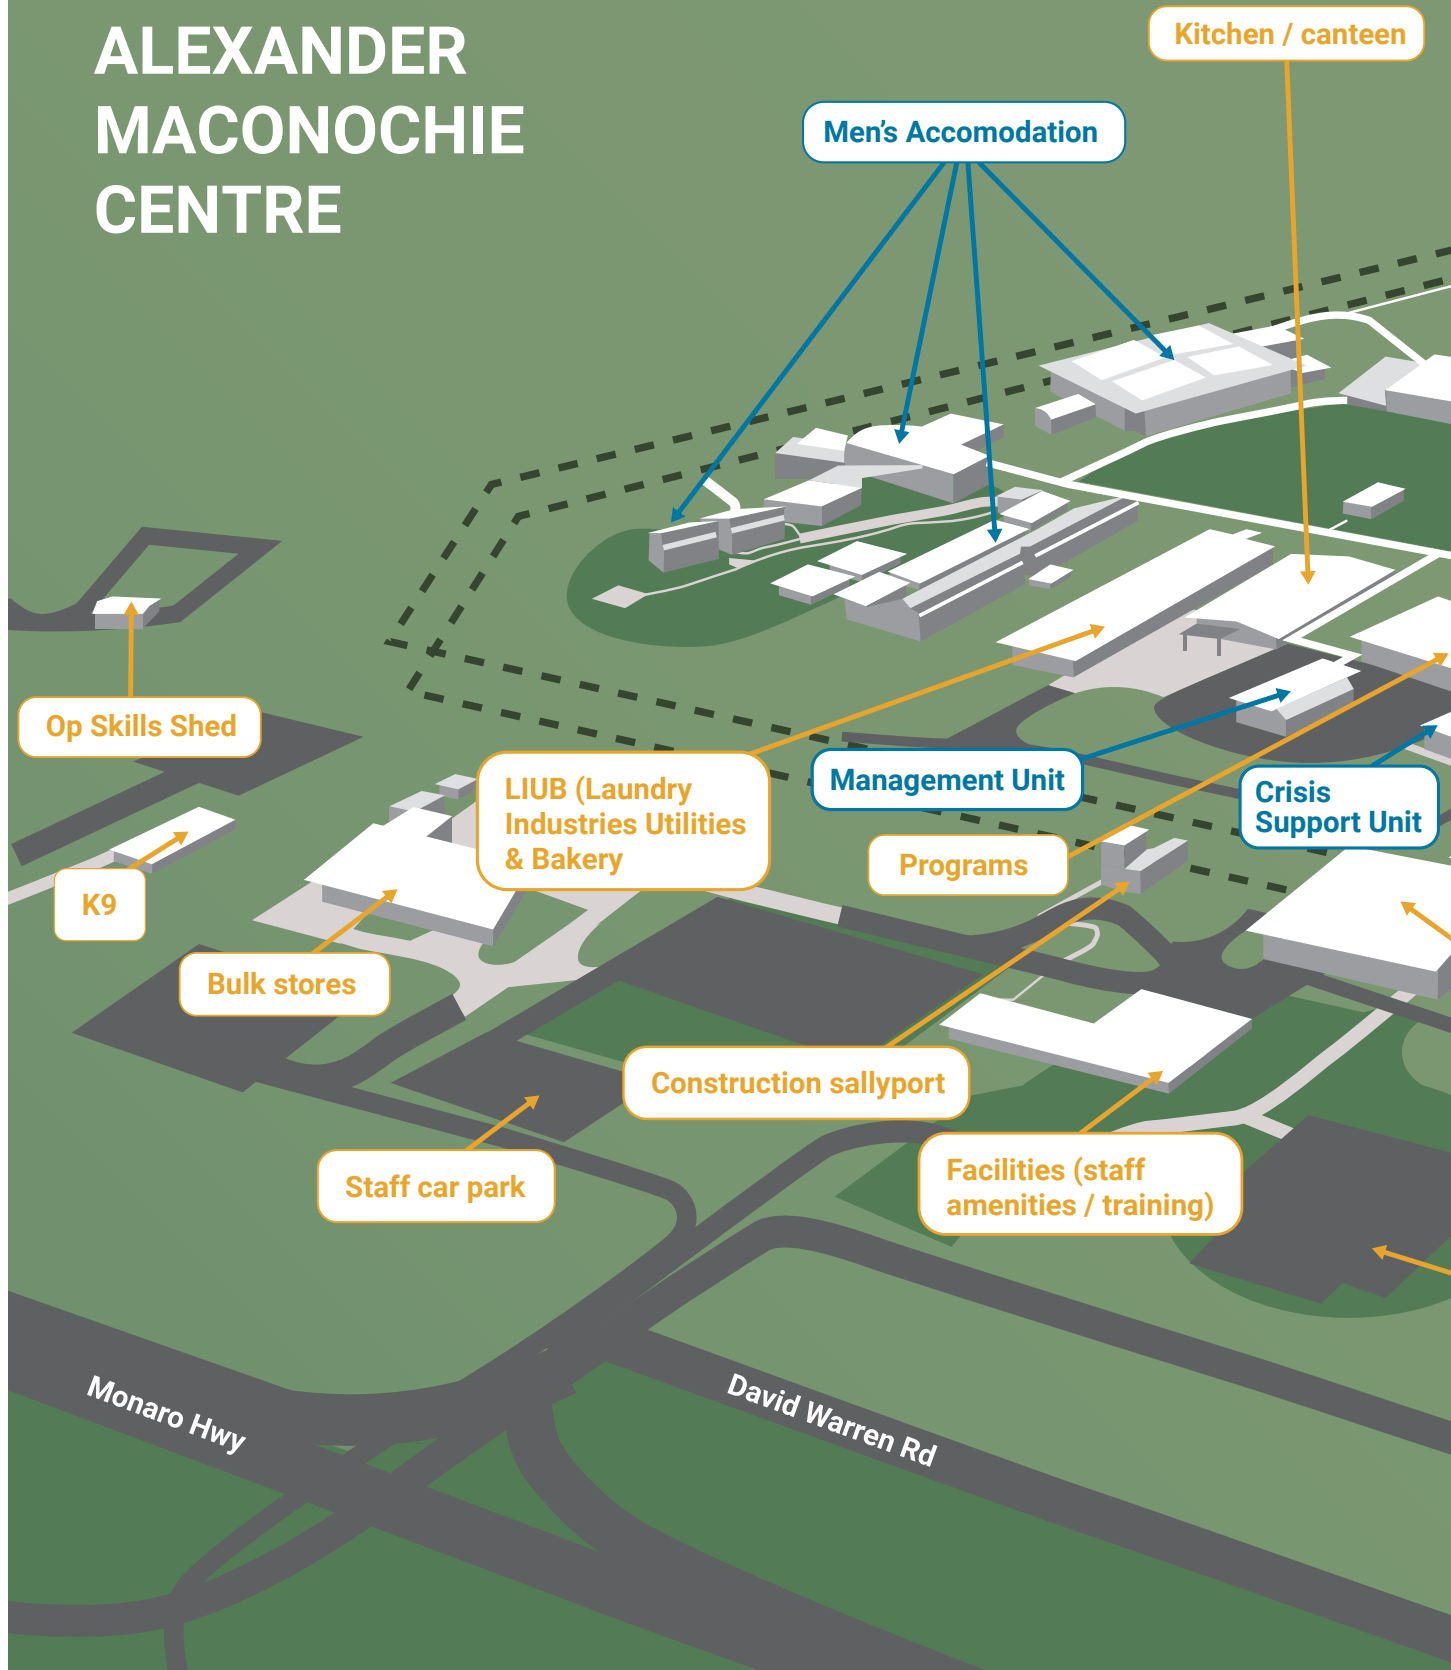 ALEXANDER
MACONOCHIE
CENTRE
Kitchen / canteen
Men's Accomodation
Op Skills Shed
LIUB (Laundry
Industries Utilities
& Bakery
Management Unit
Crisis
Support Unit
Programs
K9
Bulk stores
Construction sallyport
Staff car park
Facilities (staff
amenities / training)
Monaro Hwy
David Warren Rd